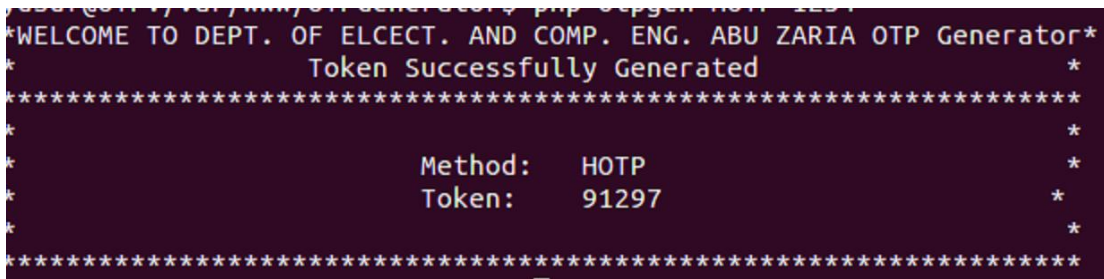 *WELCOME TO DEPT. OF ELCECT. AND COMP. ENG. ABU ZARIA OTP Generator*
* Token Successfully Generated *
*********************************************************************
* *
* Method: HOTP *
* Token: 91297 *
* *
*********************************************************************